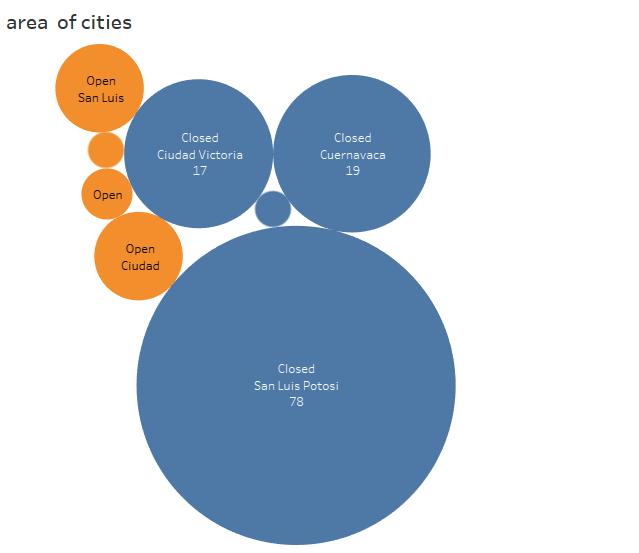 area of cities
Open
San Luis
Closed
Ciudad Victoria
17
Closed
Cuernavaca
19
Open
Open
Ciudad
Closed
San Luis Potosi
78